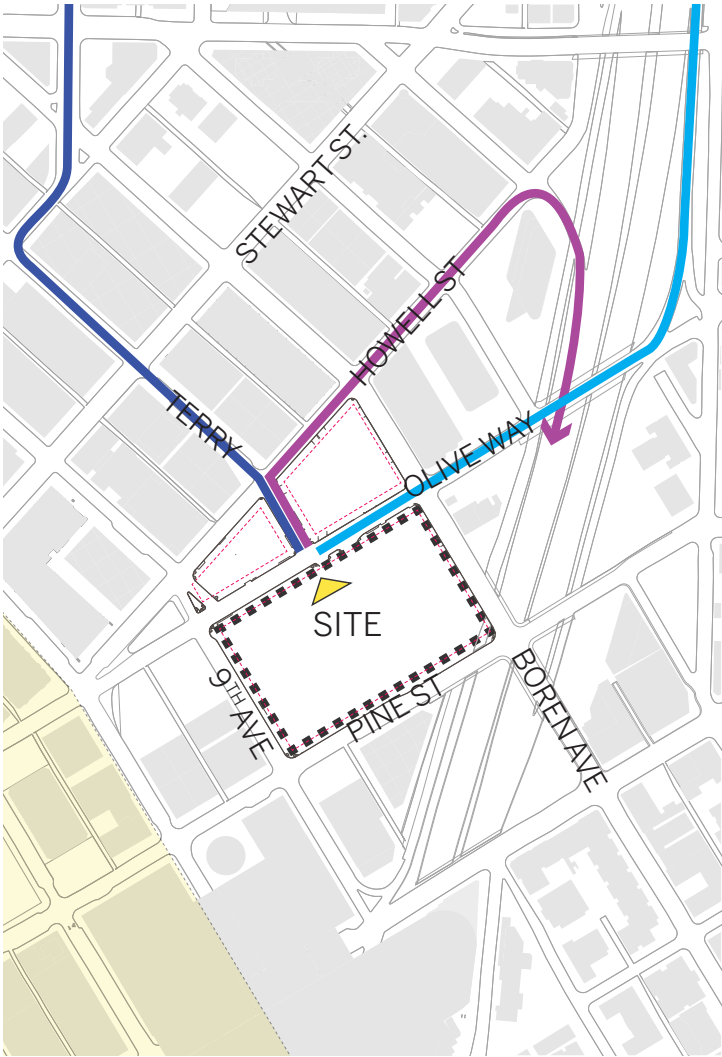 STEWART ST.
HOWELL ST
TERRY
OLIVE WAY
SITE
9TH AVE
PINE ST
BOREN AVE